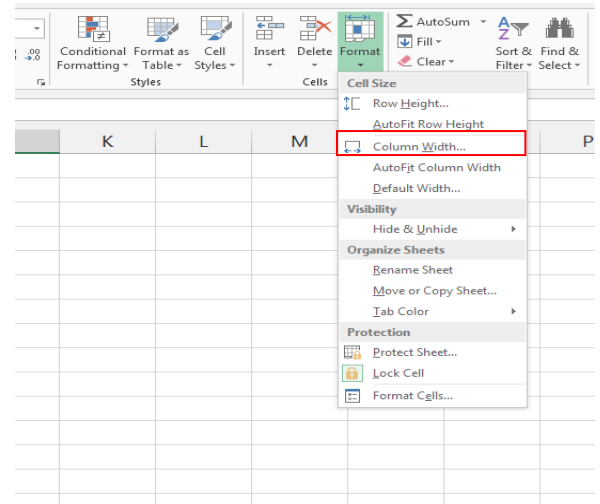 AutoSum
Fill
Clear
.00
.0
Conditional Format as Cell
Formatting Table Styles
Insert Delete Format
Sort & Find &
Filter Select
Styles
Cells
K L M P
Cell Size
Row Height...
AutoFit Row Height
Column Width...
AutoFit Column Width
Default Width...
Visibility
Hide & Unhide
Organize Sheets
Rename Sheet
Move or Copy Sheet...
Tab Color
Protection
Protect Sheet...
Lock Cell
Format Cells...